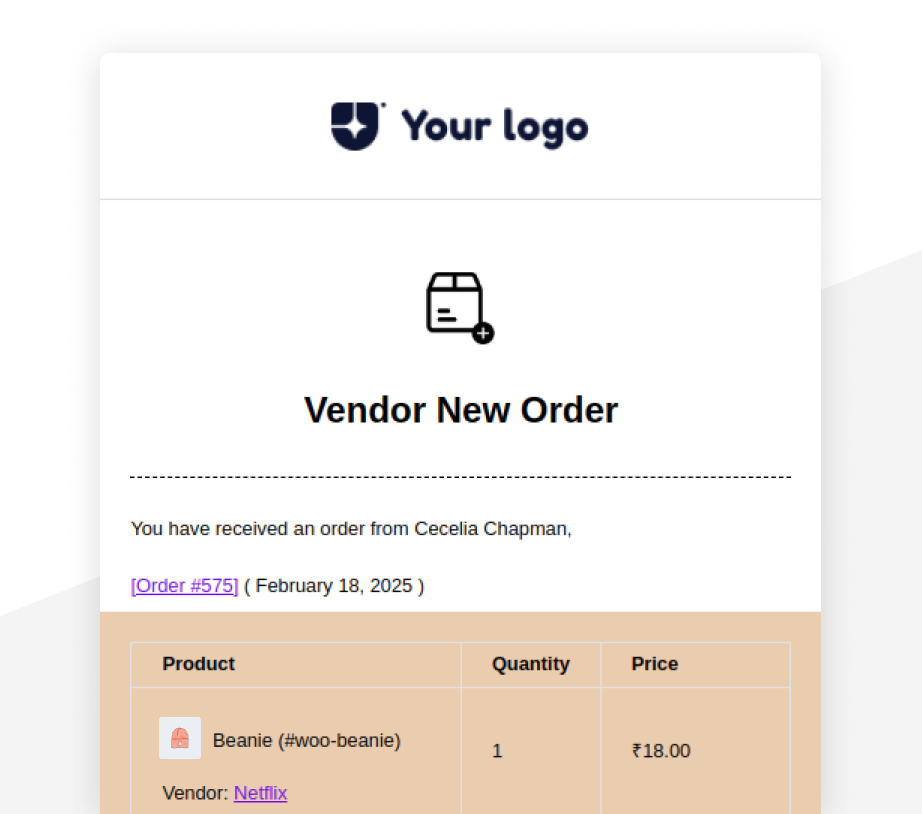 Your logo
Vendor New Order
You have received an order from Cecelia Chapman,
[Order #575] ( February 18, 2025 )
Product Quantity Price
Beanie (#woo-beanie) 1 ₹18.00
Vendor: Netflix